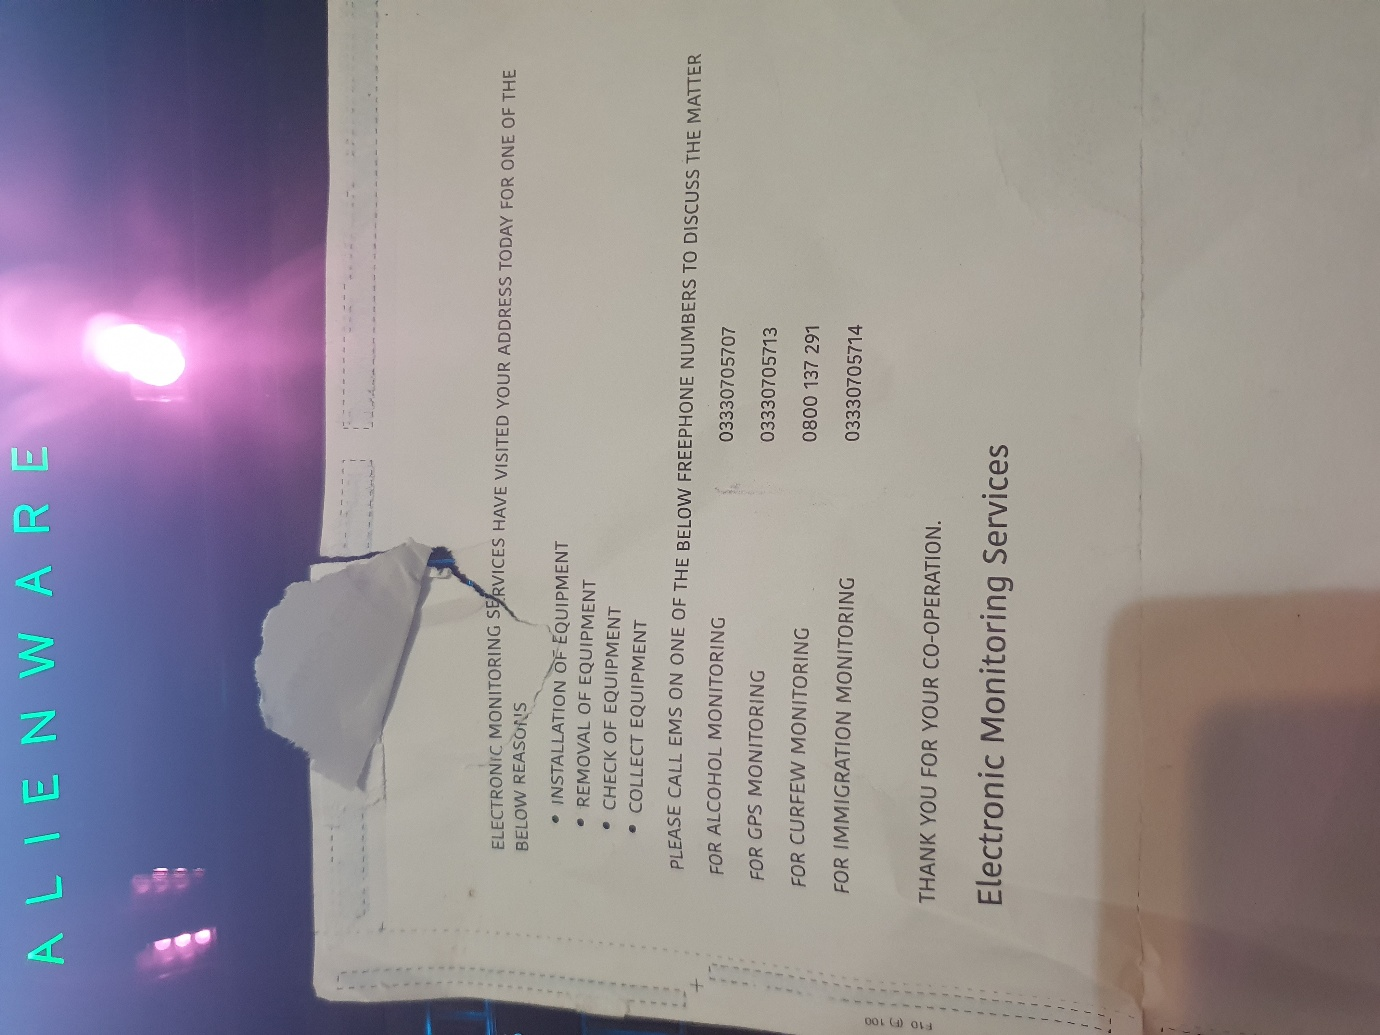 ALIENWARE
ELECTRONIC MONITORING SERVICES HAVE VISITED YOUR ADDRESS TODAY FOR ONE OF THE
BELOW REASONS
• INSTALLATION OF EQUIPMENT
• REMOVAL OF EQUIPMENT
• CHECK OF EQUIPMENT
• COLLECT EQUIPMENT
PLEASE CALL EMS ON ONE OF THE BELOW FREEPHONE NUMBERS TO DISCUSS THE MATTER
FOR ALCOHOL MONITORING 03330705707
FOR GPS MONITORING 03330705713
FOR CURFEW MONITORING 0800 137 291
FOR IMMIGRATION MONITORING 03330705714
THANK YOU FOR YOUR CO-OPERATION.
Electronic Monitoring Services
F10 (F) 100